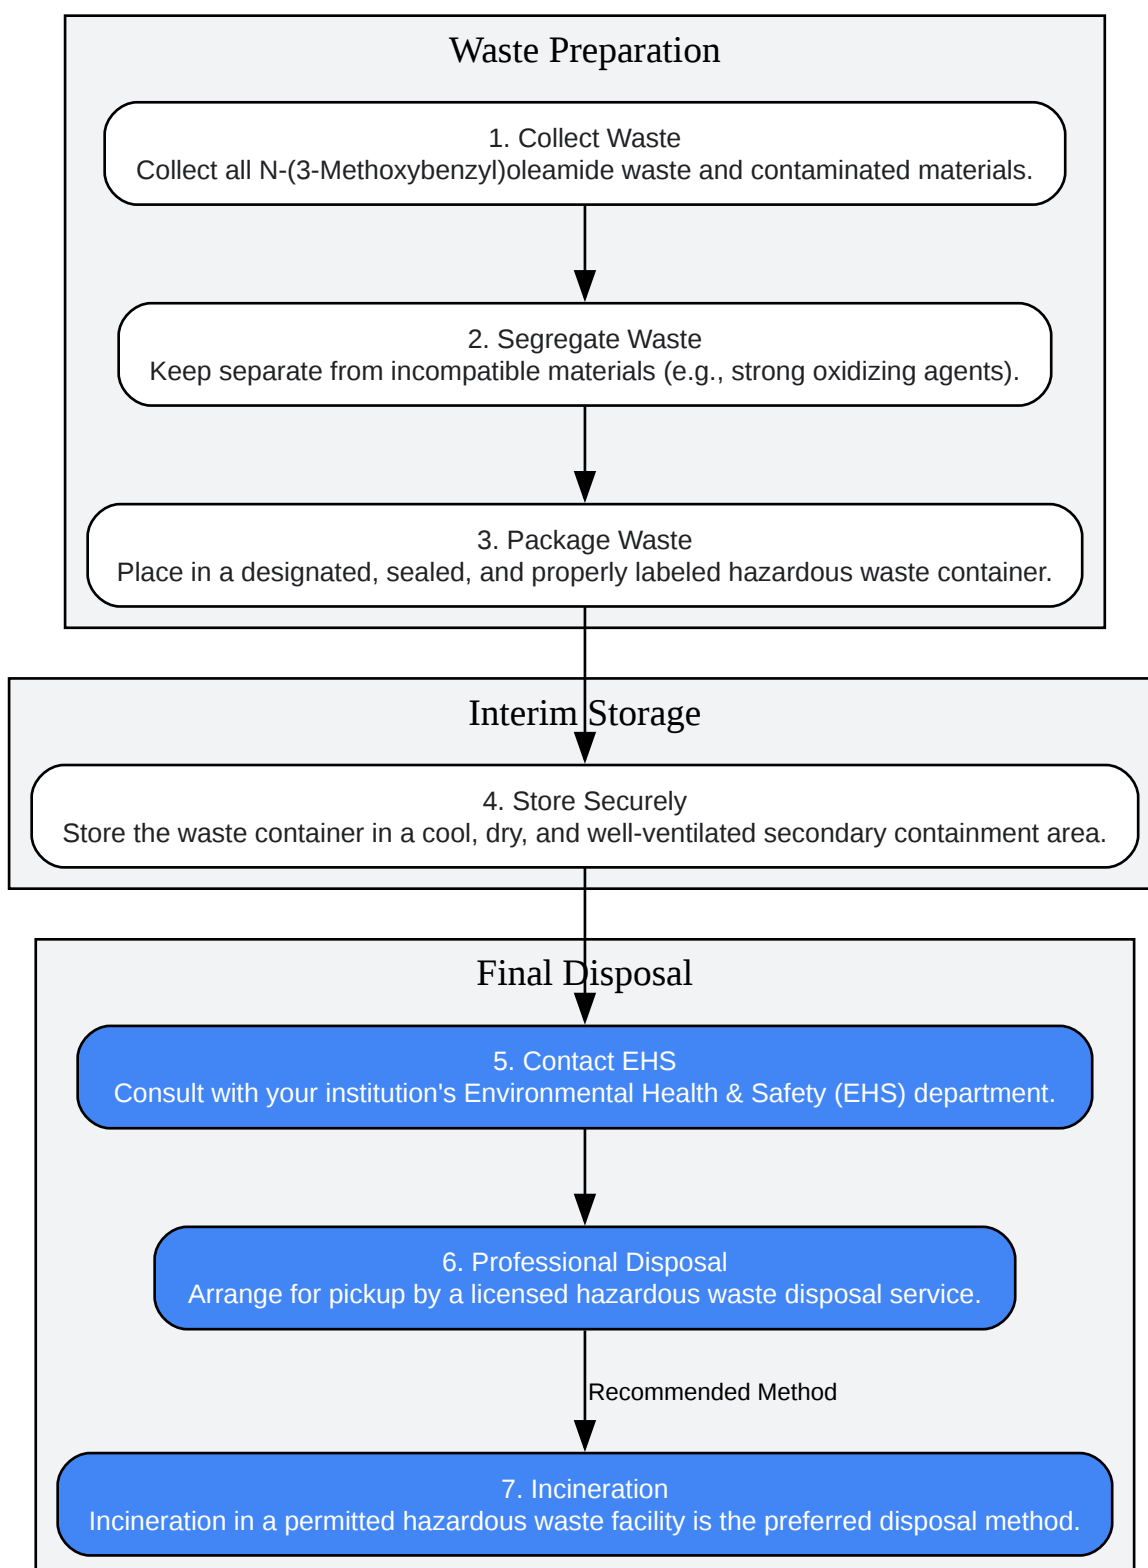 Waste Preparation
1. Collect Waste
Collect all N-(3-Methoxybenzyl)oleamide waste and contaminated materials.
2. Segregate Waste
Keep separate from incompatible materials (e.g., strong oxidizing agents).
3. Package Waste
Place in a designated, sealed, and properly labeled hazardous waste container.
Interim Storage
4. Store Securely
Store the waste container in a cool, dry, and well-ventilated secondary containment area.
Final Disposal
5. Contact EHS
Consult with your institution's Environmental Health & Safety (EHS) department.
6. Professional Disposal
Arrange for pickup by a licensed hazardous waste disposal service.
Recommended Method
7. Incineration
Incineration in a permitted hazardous waste facility is the preferred disposal method.